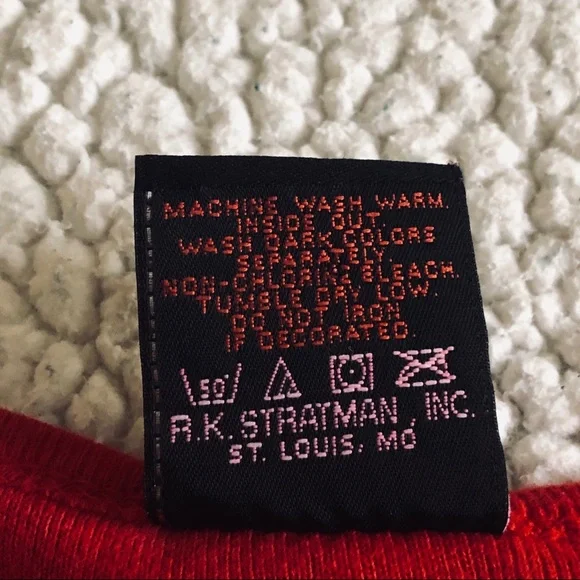 MACHINE WASH WARM.
INSIDE OUT
WASH DARK COLORS
SEPARATELY
NON-CHLORINE BLEACH.
TUMBLE DRY LOW.
DO NOT IRON
IF DECORATED.
50°
R.K. STRATMAN, INC.
ST. LOUIS, MO